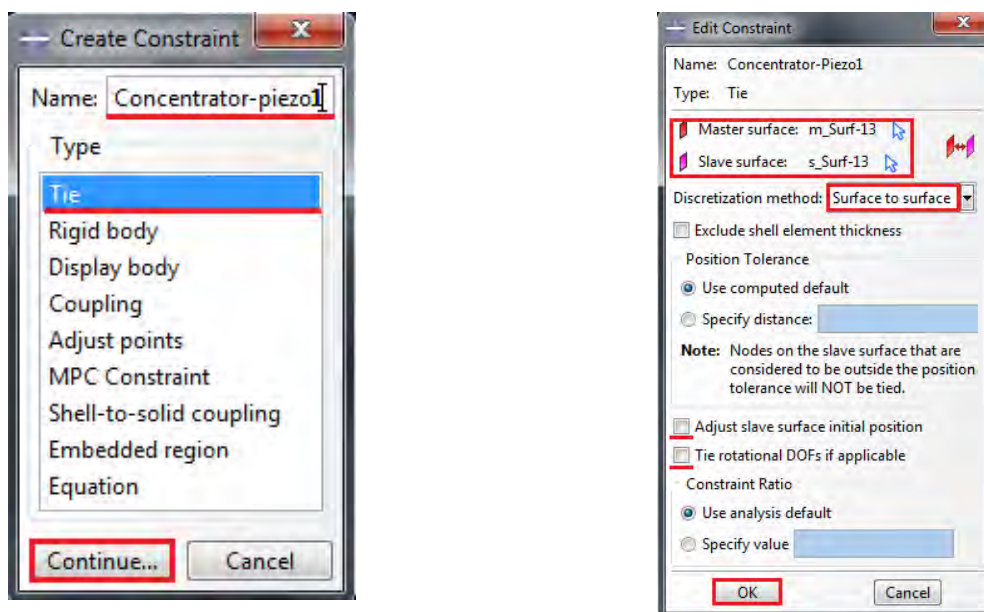 Create Constraint
Name: Concentrator-piezo1
Type
Tie
Rigid body
Display body
Coupling
Adjust points
MPC Constraint
Shell-to-solid coupling
Embedded region
Equation
Continue... Cancel
Edit Constraint
Name: Concentrator-Piezo1
Type: Tie
Master surface: m_Surf-13
Slave surface: s_Surf-13
Discretization method: Surface to surface
Exclude shell element thickness
Position Tolerance
Use computed default
Specify distance:
Note: Nodes on the slave surface that are
considered to be outside the position
tolerance will NOT be tied.
Adjust slave surface initial position
Tie rotational DOFs if applicable
Constraint Ratio
Use analysis default
Specify value
OK Cancel